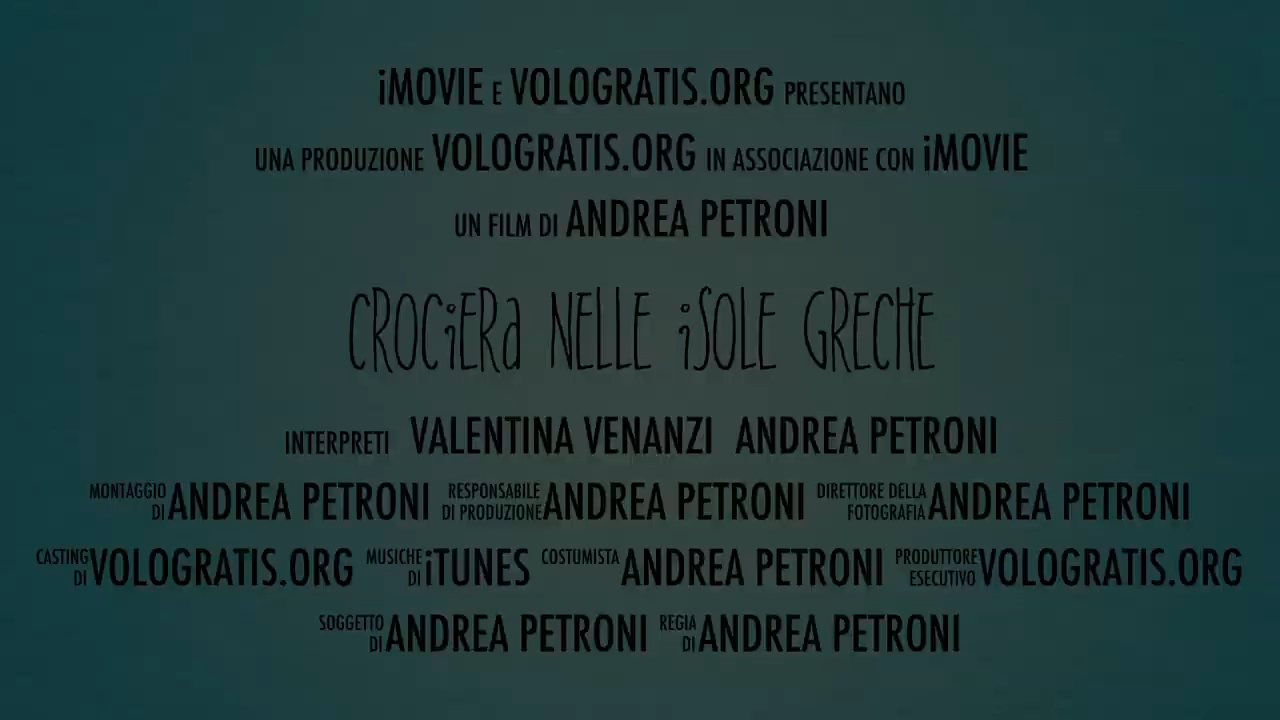 iMOVIE E VOLOGRATIS.ORG PRESENTANO
UNA PRODUZIONE VOLOGRATIS.ORG IN ASSOCIAZIONE CON iMOVIE
UN FILM DI ANDREA PETRONI
CROCiERa NELLE iSOLE GRECHE
INTERPRETI VALENTINA VENANZI ANDREA PETRONI
MONTAGGIO DI ANDREA PETRONI RESPONSABILE DI PRODUZIONE ANDREA PETRONI DIRETTORE DELLA FOTOGRAFIA ANDREA PETRONI
CASTING DI VOLOGRATIS.ORG MUSICHE DI iTUNES COSTUMISTA ANDREA PETRONI PRODUTTORE ESECUTIVO VOLOGRATIS.ORG
SOGGETTO DI ANDREA PETRONI REGIA DI ANDREA PETRONI